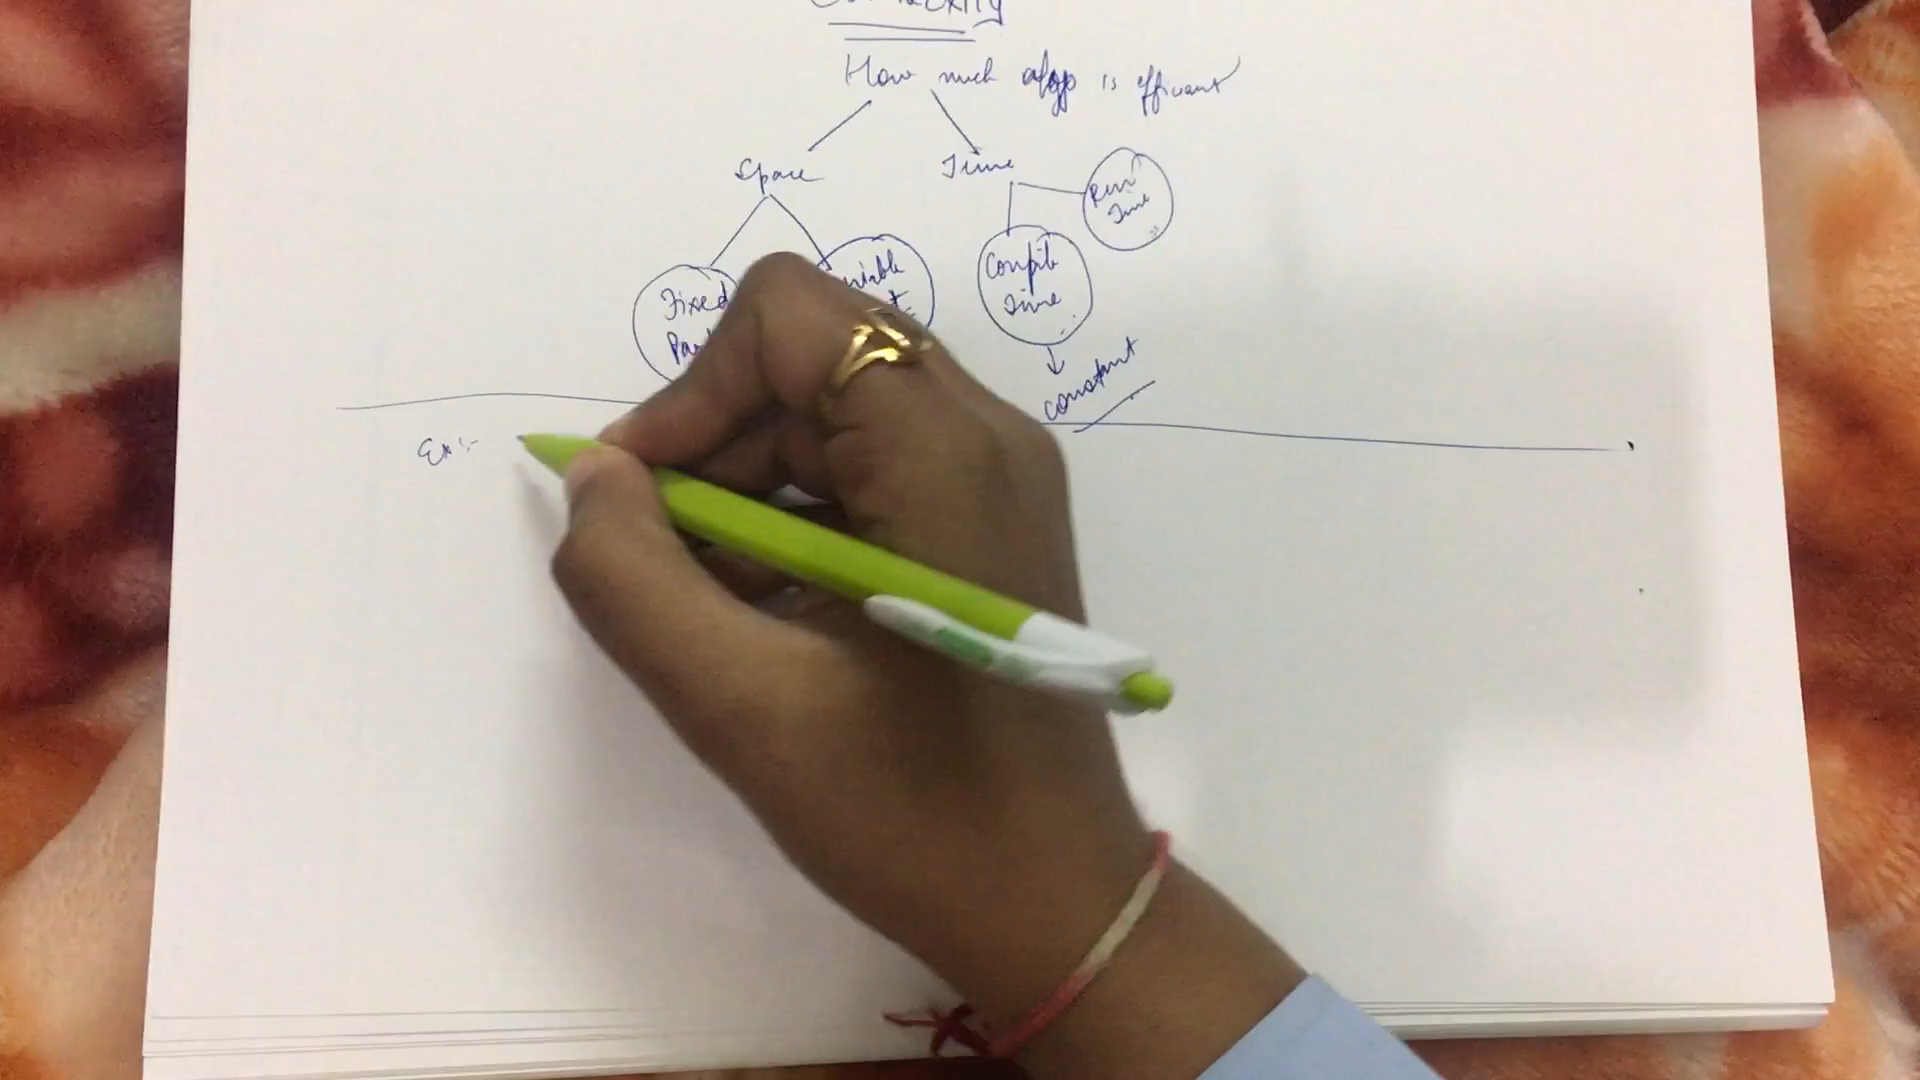 How much algo is efficient
Space Time
Run
Time
Fixed
Compile
Time
constant
Ex:-